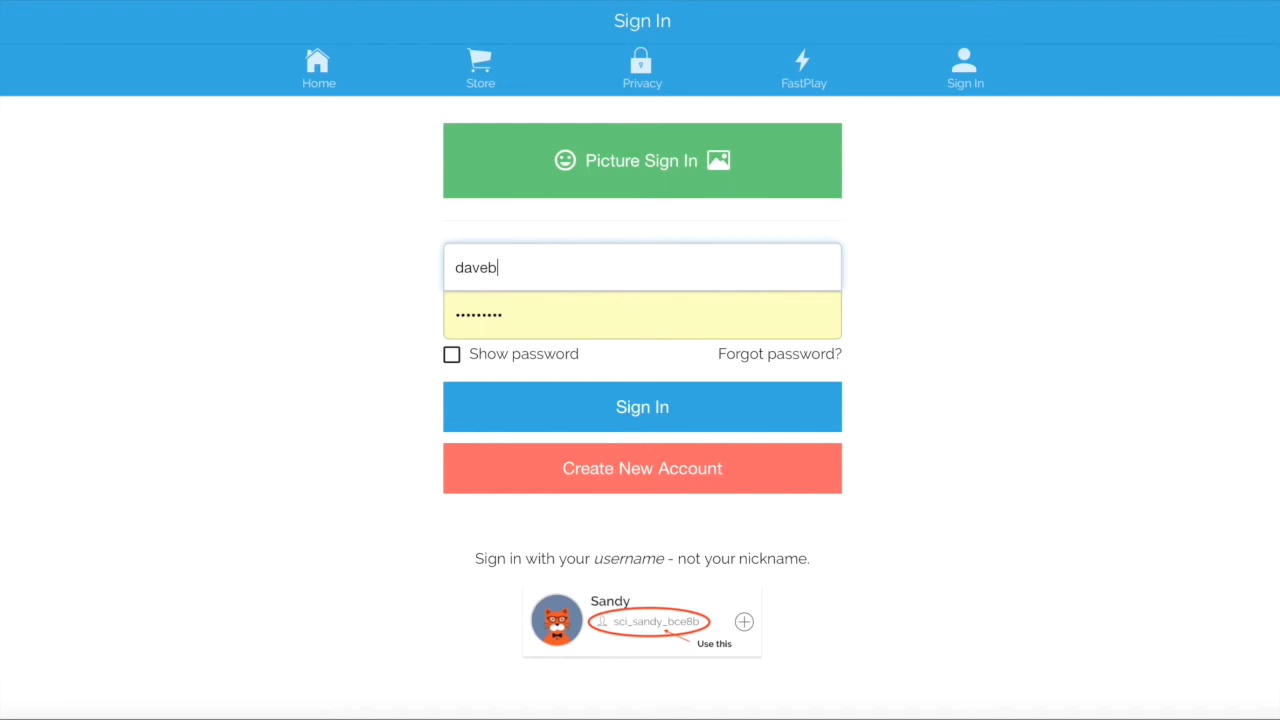 Sign In
Home Store Privacy FastPlay Sign In
Picture Sign In
daveb
•••••••••
Show password Forgot password?
Sign In
Create New Account
Sign in with your username - not your nickname.
Sandy
sci_sandy_bce8b
Use this